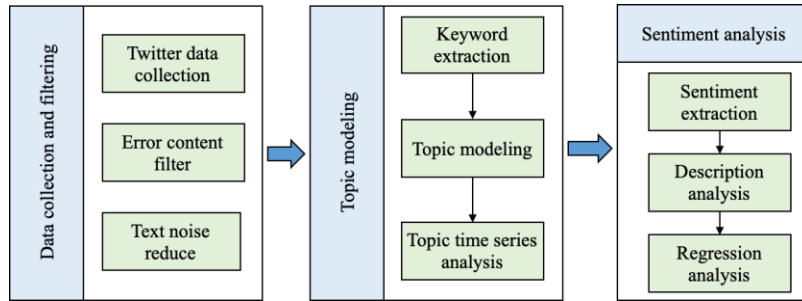 Data collection and filtering
Twitter data
collection
Error content
filter
Text noise
reduce
Topic modeling
Keyword
extraction
Topic modeling
Topic time series
analysis
Sentiment analysis
Sentiment
extraction
Description
analysis
Regression
analysis